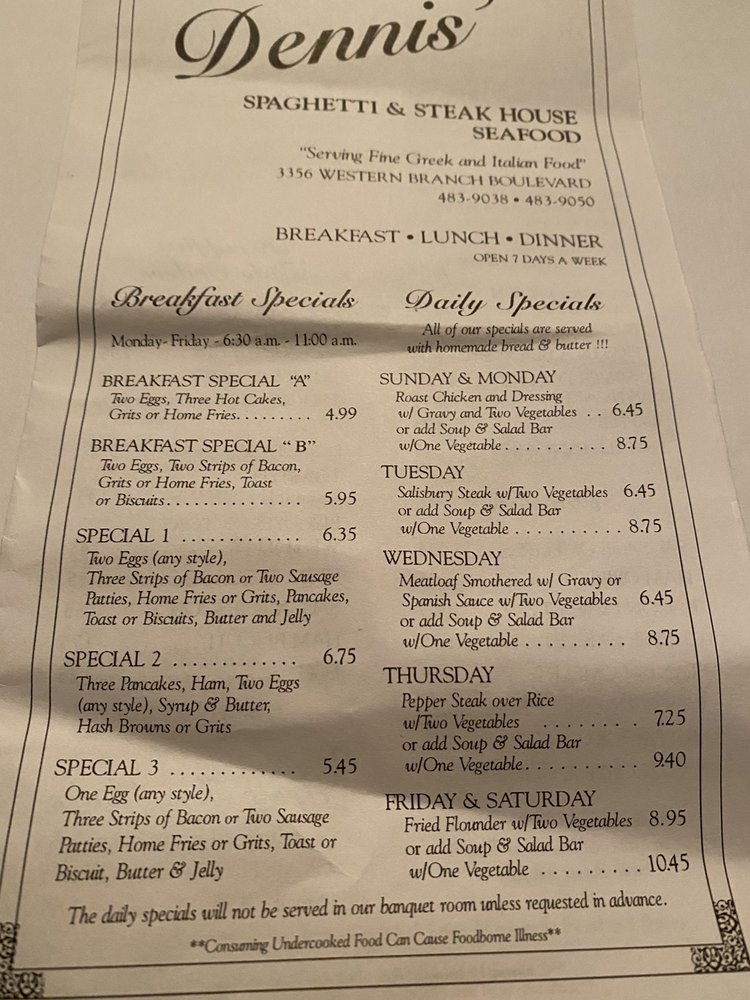 Dennis'
SPAGHETTI & STEAK HOUSE
SEAFOOD
"Serving Fine Greek and Italian Food"
3356 WESTERN BRANCH BOULEVARD
483-9038 • 483-9050
BREAKFAST • LUNCH • DINNER
OPEN 7 DAYS A WEEK
Breakfast Specials
Monday- Friday - 6:30 a.m. - 11:00 a.m.
BREAKFAST SPECIAL "A"
Two Eggs, Three Hot Cakes,
Grits or Home Fries......... 4.99
BREAKFAST SPECIAL " B"
Two Eggs, Two Strips of Bacon,
Grits or Home Fries, Toast
or Biscuits............... 5.95
SPECIAL 1 ............. 6.35
Two Eggs (any style),
Three Strips of Bacon or Two Sausage
Patties, Home Fries or Grits, Pancakes,
Toast or Biscuits, Butter and Jelly
SPECIAL 2 ............. 6.75
Three Pancakes, Ham, Two Eggs
(any style), Syrup & Butter,
Hash Browns or Grits
SPECIAL 3 ............. 5.45
One Egg (any style),
Three Strips of Bacon or Two Sausage
Patties, Home Fries or Grits, Toast or
Biscuit, Butter & Jelly
Daily Specials
All of our specials are served
with homemade bread & butter !!!
SUNDAY & MONDAY
Roast Chicken and Dressing
w/ Gravy and Two Vegetables .. 6.45
or add Soup & Salad Bar
w/One Vegetable.......... 8.75
TUESDAY
Salisbury Steak w/Two Vegetables 6.45
or add Soup & Salad Bar
w/One Vegetable .......... 8.75
WEDNESDAY
Meatloaf Smothered w/ Gravy or
Spanish Sauce w/Two Vegetables 6.45
or add Soup & Salad Bar
w/One Vegetable ......... 8.75
THURSDAY
Pepper Steak over Rice
w/Two Vegetables ........ 7.25
or add Soup & Salad Bar
w/One Vegetable.......... 9.40
FRIDAY & SATURDAY
Fried Flounder w/Two Vegetables 8.95
or add Soup & Salad Bar
w/One Vegetable ......... 10.45
The daily specials will not be served in our banquet room unless requested in advance.
**Consuming Undercooked Food Can Cause Foodborne Illness**